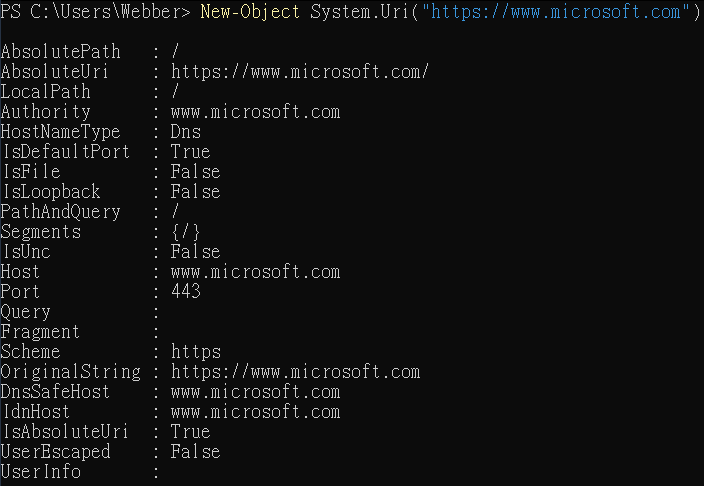 PS C:\Users\Webber> New-Object System.Uri("https://www.microsoft.com")
AbsolutePath   : /
AbsoluteUri    : https://www.microsoft.com/
LocalPath      : /
Authority      : www.microsoft.com
HostNameType   : Dns
IsDefaultPort  : True
IsFile         : False
IsLoopback     : False
PathAndQuery   : /
Segments       : {/}
IsUnc          : False
Host           : www.microsoft.com
Port           : 443
Query          :
Fragment       :
Scheme         : https
OriginalString : https://www.microsoft.com
DnsSafeHost    : www.microsoft.com
IdnHost        : www.microsoft.com
IsAbsoluteUri  : True
UserEscaped    : False
UserInfo       :